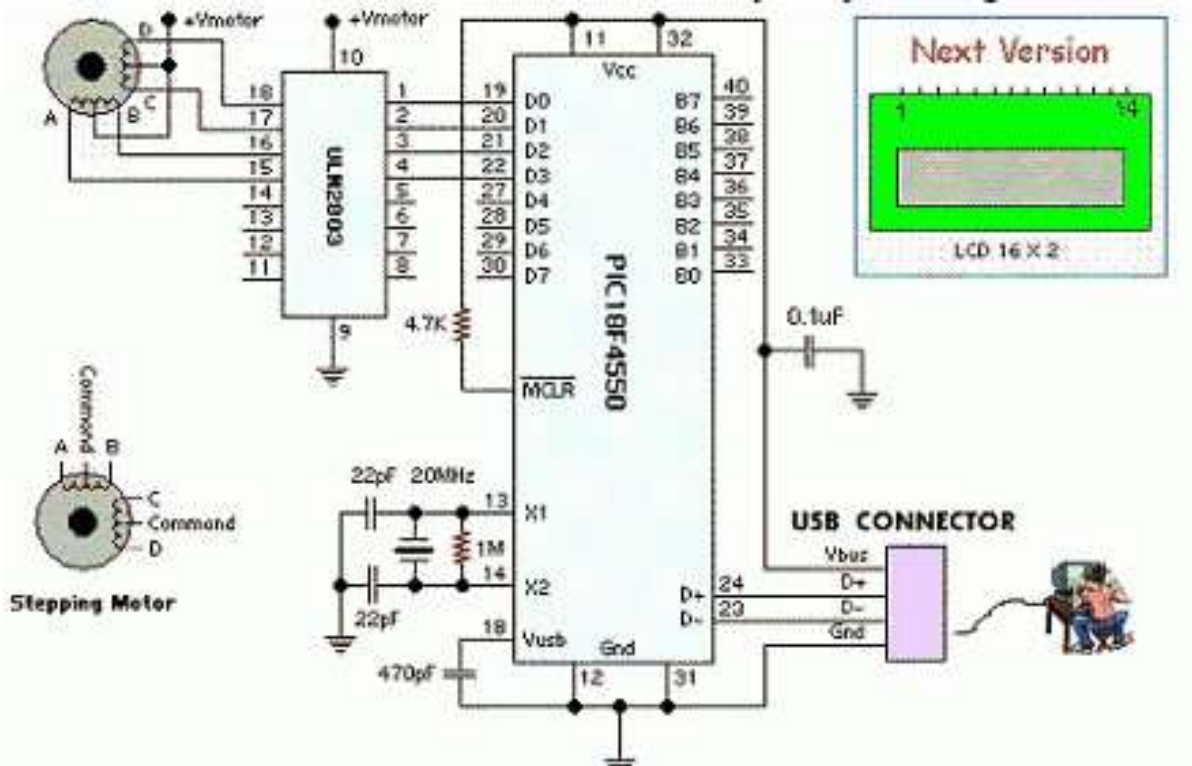 D
+Vmotor
+Vmotor
A
B
C
10
18
17
16
15
14
13
12
11
ULN2803
1
2
3
4
5
6
7
8
9
11
32
Vcc
19
20
21
22
27
28
29
30
D0
D1
D2
D3
D4
D5
D6
D7
B7
B6
B5
B4
B3
B2
B1
B0
40
39
38
37
36
35
34
33
PIC18F4550
Next Version
1
14
LCD 16 X 2
4.7K
MCLR
0.1uF
Command
A
B
C
Command
D
Stepping Motor
22pF
20MHz
13
X1
1M
14
X2
22pF
18
Vusb
470pF
Gnd
12
31
D+
24
D-
23
USB CONNECTOR
Vbus
D+
D-
Gnd